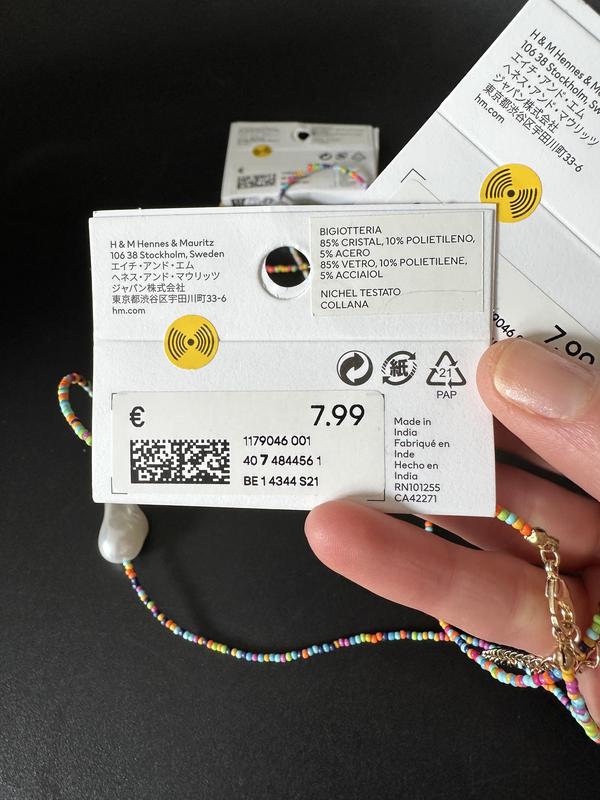 H & M Hennes & Mauritz
106 38 Stockholm, Sweden
エイチ・アンド・エム
ヘネス・アンド・マウリッツ
ジャパン株式会社
東京都渋谷区宇田川町33-6
hm.com
BIGIOTTERIA
85% CRISTAL, 10% POLIETILENO,
5% ACERO
85% VETRO, 10% POLIETILENE,
5% ACCIAIOL
NICHEL TESTATO
COLLANA
紙
21
PAP
€ 7.99
1179046 001
40 7 484456 1
BE 1 4344 S21
Made in
India
Fabriqué en
Inde
Hecho en
India
RN101255
CA42271
H & M Hennes &
106 38 Stockholm, Sw
エイチ・アンド・エム
ヘネス・アンド・マウリッツ
ジャパン株式会社
東京都渋谷区宇田川町33-6
hm.com
9046
7.99